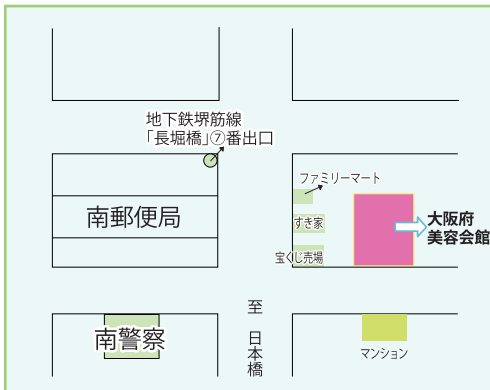 地下鉄堺筋線
「長堀橋」⑦番出口
ファミリーマート
南郵便局
すき家
大阪府
美容会館
宝くじ売場
至 日本橋
南警察
マンション